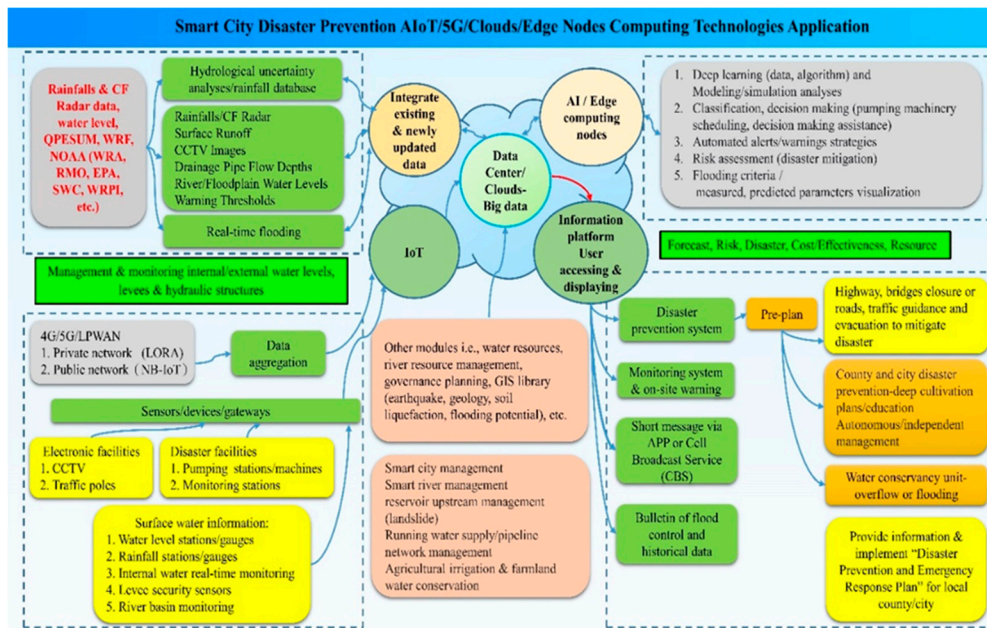 Smart City Disaster Prevention AIoT/5G/Clouds/Edge Nodes Computing Technologies Application
Rainfalls & CF
Radar data,
water level,
QPESUM, WRF,
NOAA (WRA,
RMO, EPA,
SWC, WRPI,
etc.)
Hydrological uncertainty
analyses/rainfall database
Rainfalls/CF Radar
Surface Runoff
CCTV Images
Drainage Pipe Flow Depths
River/Floodplain Water Levels
Warning Thresholds
Real-time flooding
Integrate
existing
& newly
updated
data
AI / Edge
computing
nodes
Data
Center/
Clouds-
Big data
IoT
Information
platform
User
accessing &
displaying
1. Deep learning (data, algorithm) and
Modeling/simulation analyses
2. Classification, decision making (pumping machinery
scheduling, decision making assistance)
3. Automated alerts/warnings strategies
4. Risk assessment (disaster mitigation)
5. Flooding criteria /
measured, predicted parameters visualization
Forecast, Risk, Disaster, Cost/Effectiveness, Resource
Management & monitoring internal/external water levels,
levees & hydraulic structures
4G/5G/LPWAN
1. Private network (LORA)
2. Public network (NB-IoT)
Data
aggregation
Sensors/devices/gateways
Electronic facilities
1. CCTV
2. Traffic poles
Disaster facilities
1. Pumping stations/machines
2. Monitoring stations
Surface water information:
1. Water level stations/gauges
2. Rainfall stations/gauges
3. Internal water real-time monitoring
4. Levee security sensors
5. River basin monitoring
Other modules i.e., water resources,
river resource management,
governance planning, GIS library
(earthquake, geology, soil
liquefaction, flooding potential), etc.
Smart city management
Smart river management
reservoir upstream management
(landslide)
Running water supply/pipeline
network management
Agricultural irrigation & farmland
water conservation
Disaster
prevention system
Monitoring system
& on-site warning
Short message via
APP or Cell
Broadcast Service
(CBS)
Bulletin of flood
control and
historical data
Pre-plan
Highway, bridges closure or
roads, traffic guidance and
evacuation to mitigate
disaster
County and city disaster
prevention-deep cultivation
plans/education
Autonomous/independent
management
Water conservancy unit-
overflow or flooding
Provide information &
implement “Disaster
Prevention and Emergency
Response Plan” for local
county/city